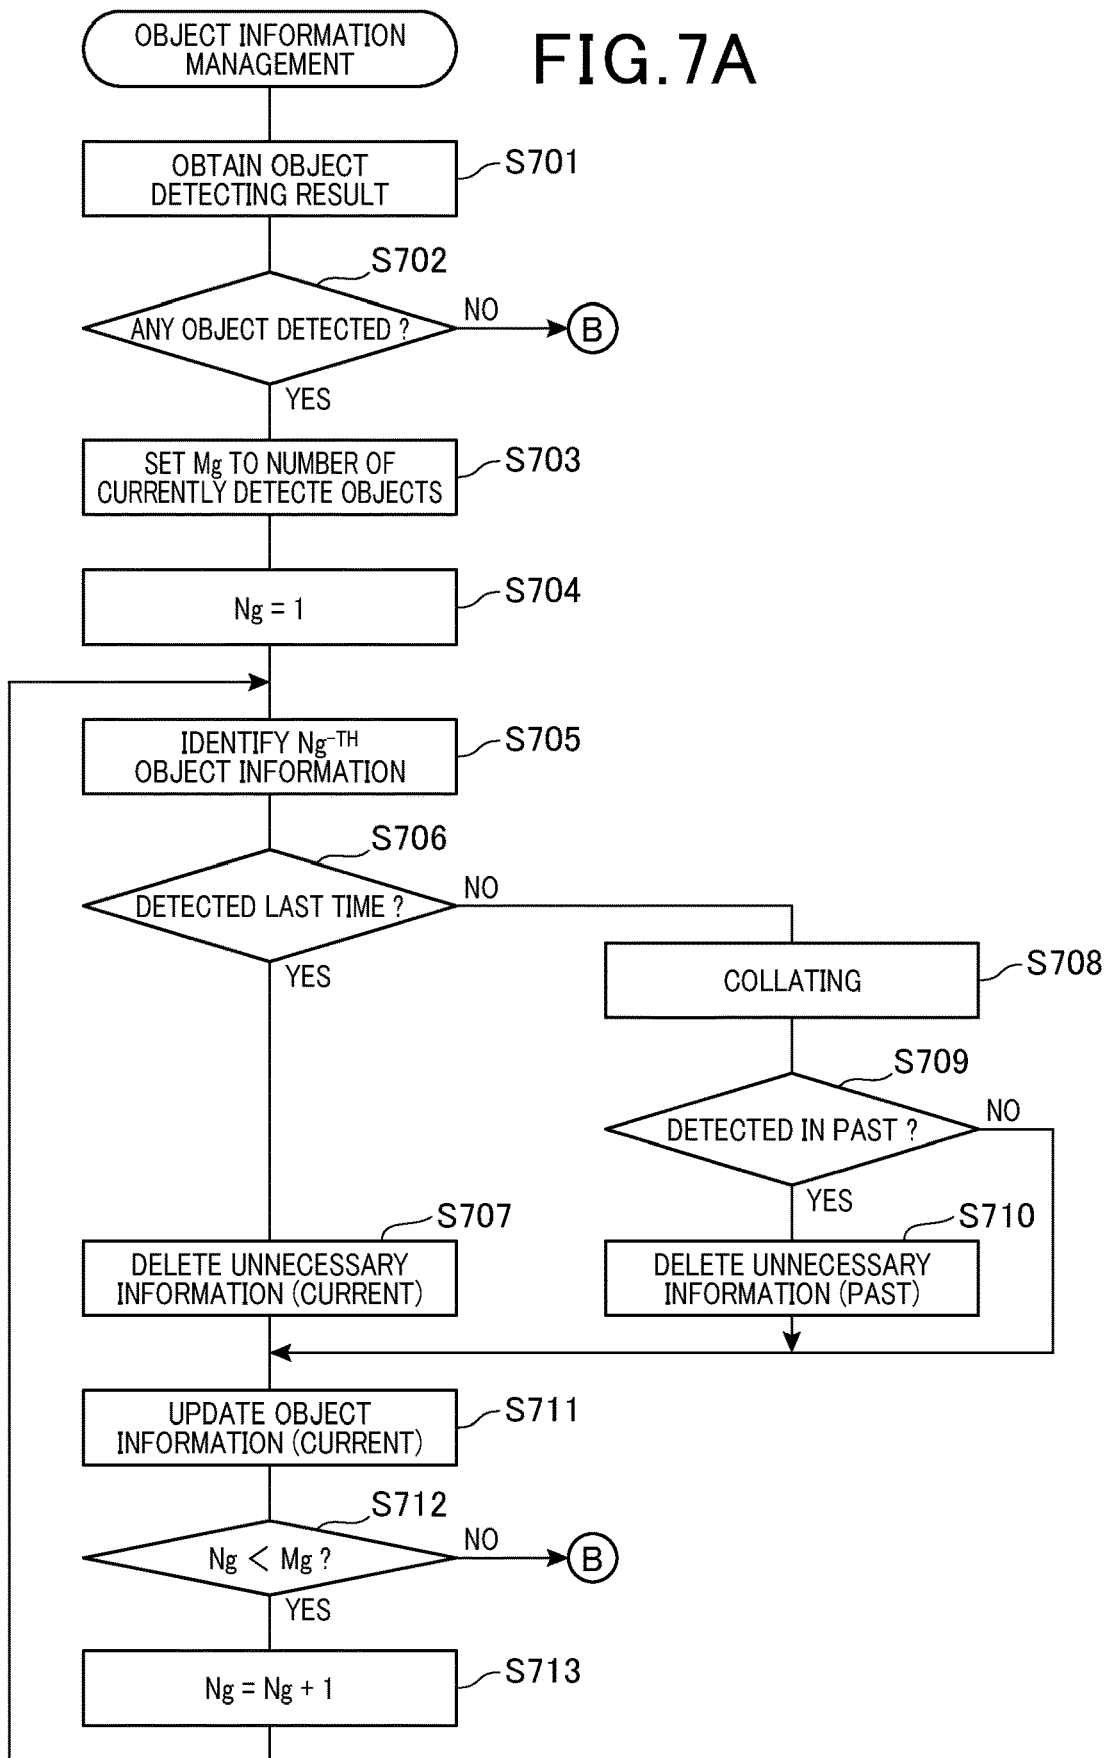 OBJECT INFORMATION
MANAGEMENT
FIG.7A
OBTAIN OBJECT
DETECTING RESULT
S701
S702
ANY OBJECT DETECTED ?
NO
B
YES
SET Mg TO NUMBER OF
CURRENTLY DETECTE OBJECTS
S703
Ng = 1
S704
IDENTIFY Ng-TH
OBJECT INFORMATION
S705
S706
DETECTED LAST TIME ?
NO
YES
COLLATING
S708
S709
DETECTED IN PAST ?
NO
YES
S707
DELETE UNNECESSARY
INFORMATION (CURRENT)
S710
DELETE UNNECESSARY
INFORMATION (PAST)
UPDATE OBJECT
INFORMATION (CURRENT)
S711
S712
Ng < Mg ?
NO
B
YES
Ng = Ng + 1
S713